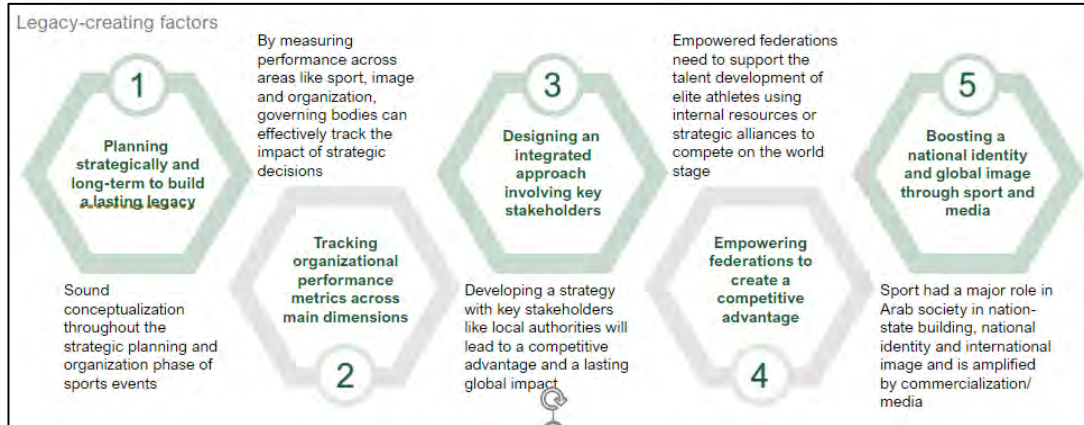 Legacy-creating factors
1
Planning
strategically and
long-term to build
a lasting legacy
Sound
conceptualization
throughout the
strategic planning and
organization phase of
sports events
By measuring
performance across
areas like sport, image
and organization,
governing bodies can
effectively track the
impact of strategic
decisions
Tracking
organizational
performance
metrics across
main dimensions
2
3
Designing an
integrated
approach
involving key
stakeholders
Developing a strategy
with key stakeholders
like local authorities will
lead to a competitive
advantage and a lasting
global impact
Empowered federations
need to support the
talent development of
elite athletes using
internal resources or
strategic alliances to
compete on the world
stage
Empowering
federations to
create a
competitive
advantage
4
5
Boosting a
national identity
and global image
through sport and
media
Sport had a major role in
Arab society in nation-
state building, national
identity and international
image and is amplified
by commercialization/
media